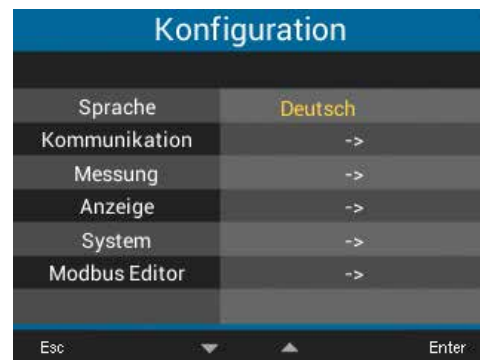 Konfiguration
Sprache Deutsch
Kommunikation ->
Messung ->
Anzeige ->
System ->
Modbus Editor ->
Esc Enter